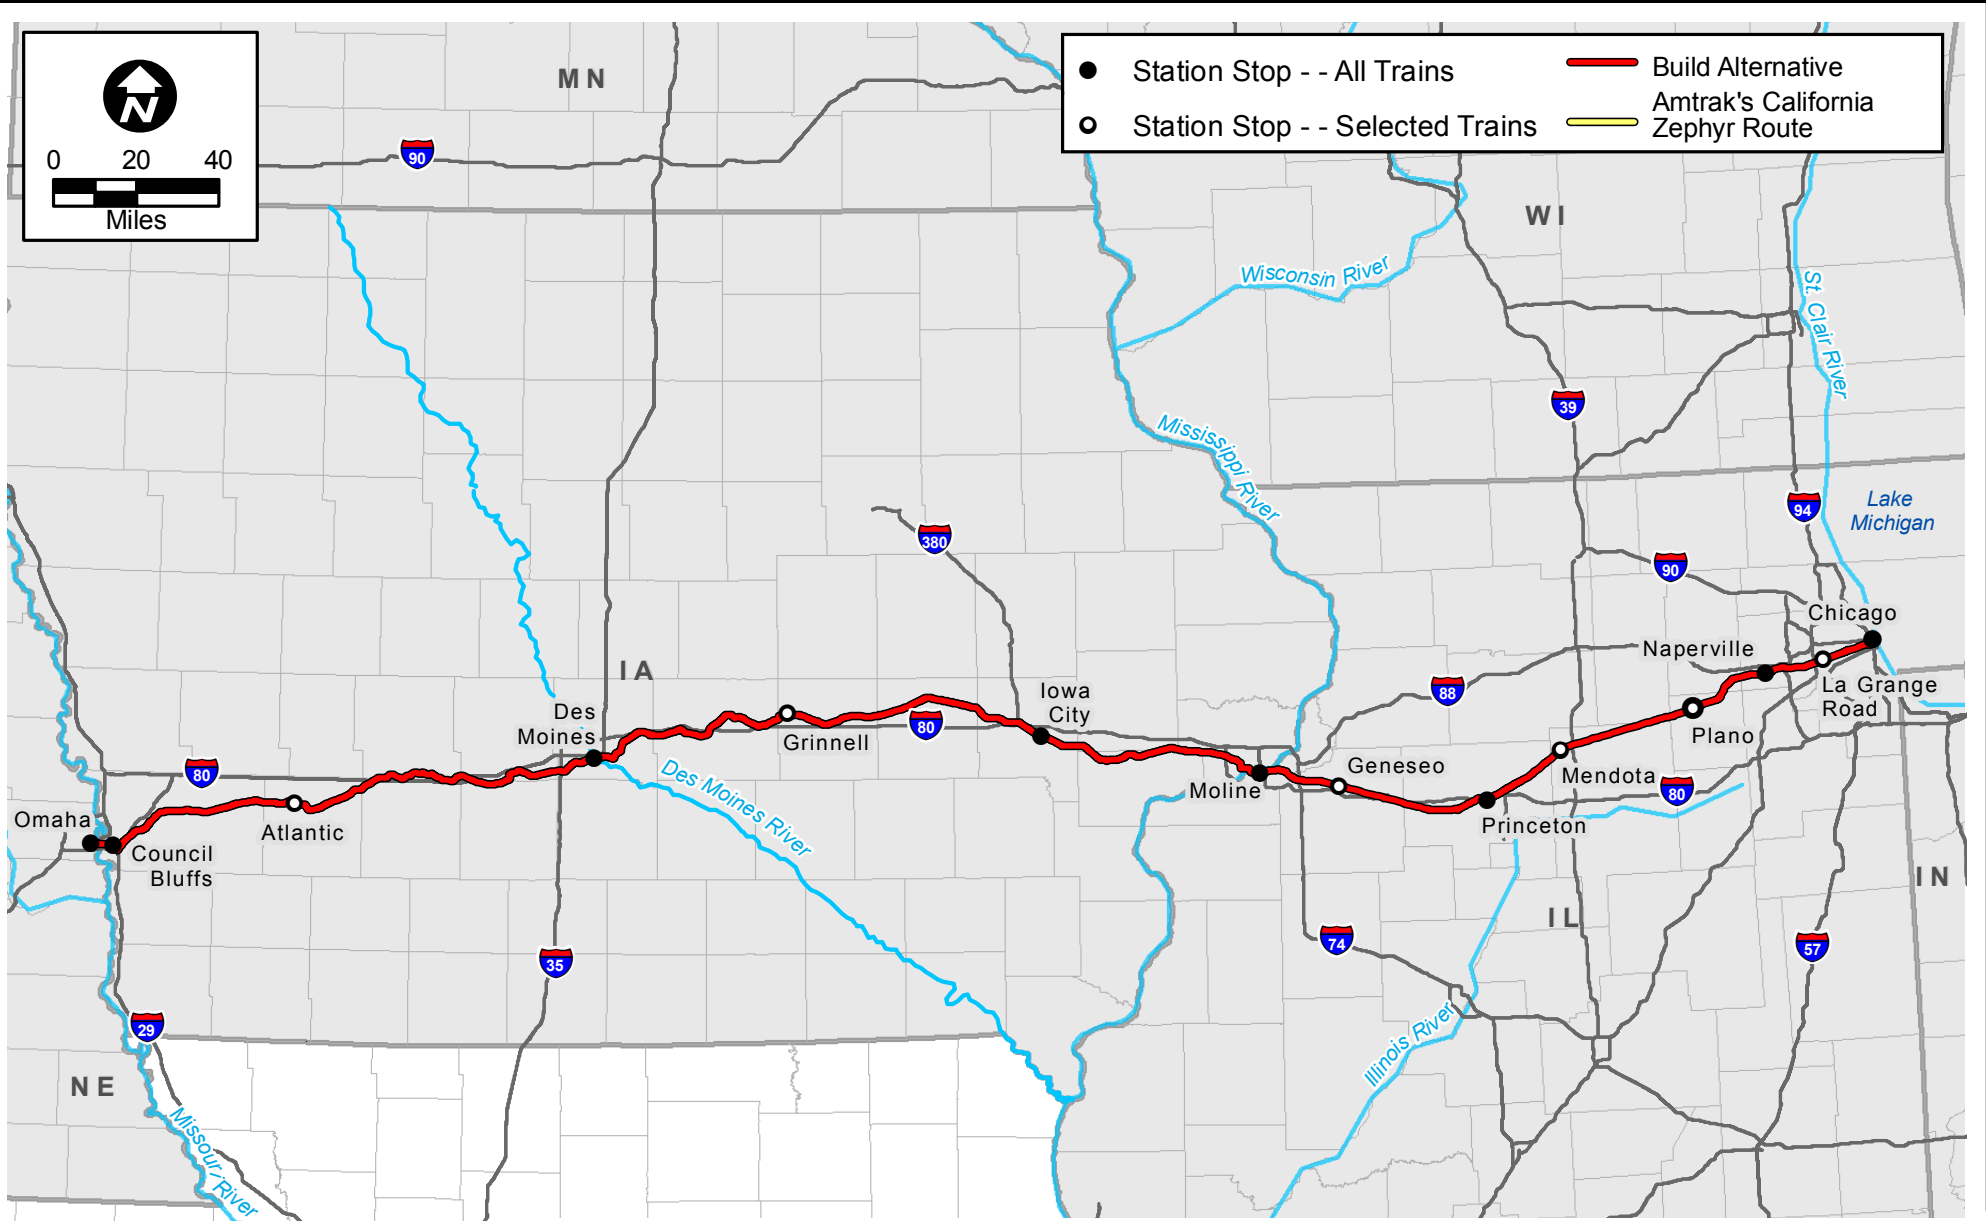 N
0 20 40
Miles
Station Stop - - All Trains
Station Stop - - Selected Trains
Build Alternative
Amtrak's California
Zephyr Route
MN
90
WI
Wisconsin River
St. Clair River
39
Mississippi River
Lake
Michigan
94
380
90
Chicago
Naperville
IA
Iowa
City
88
La Grange
Road
Des
Moines
80
Grinnell
Plano
Geneseo
Mendota
80
Des Moines River
Moline
80
Omaha
Atlantic
Princeton
Council
Bluffs
IN
IL
35
74
57
29
Illinois River
NE
Missouri River